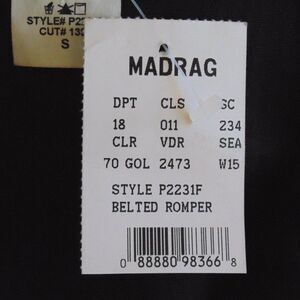 STYLE# P2
CUT# 132
S
MADRAG
DPT CLS SC
18 011 234
CLR VDR SEA
70 GOL 2473 W15
STYLE P2231F
BELTED ROMPER
0 88880 98366 8